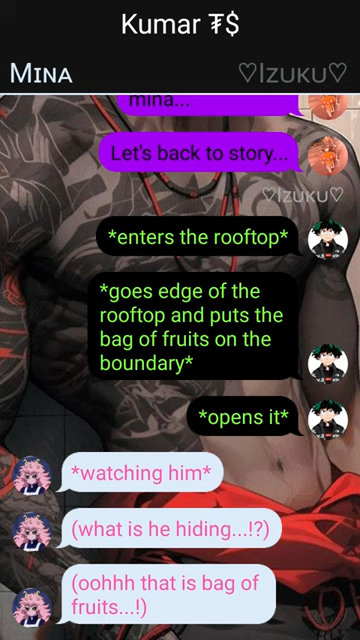 Kumar ₮$
Mina ♡Izuku♡
mina...
Let's back to story...
♡Izuku♡
*enters the rooftop*
*goes edge of the
rooftop and puts the
bag of fruits on the
boundary*
*opens it*
*watching him*
(what is he hiding...!?)
(oohhh that is bag of
fruits...!)